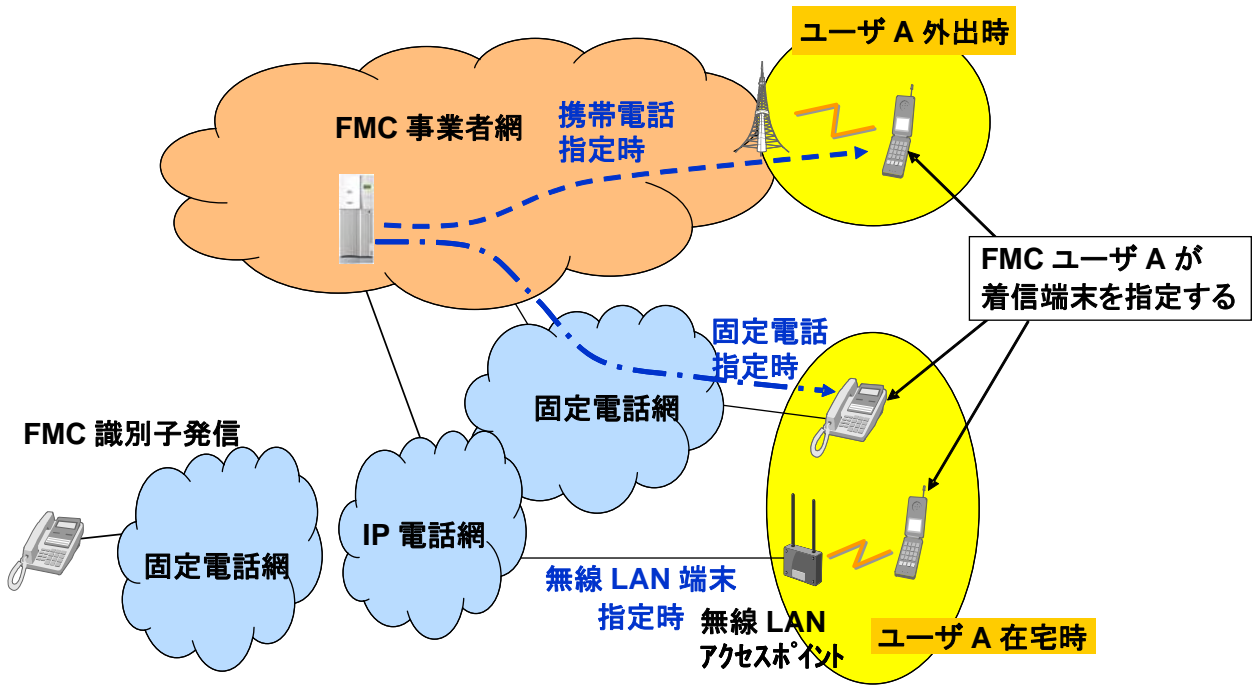 ユーザ A 外出時
FMC 事業者網
携帯電話
指定時
FMC ユーザ A が
着信端末を指定する
固定電話
指定時
固定電話網
FMC 識別子発信
IP 電話網
固定電話網
無線 LAN 端末
指定時
無線 LAN
アクセスポイント
ユーザ A 在宅時